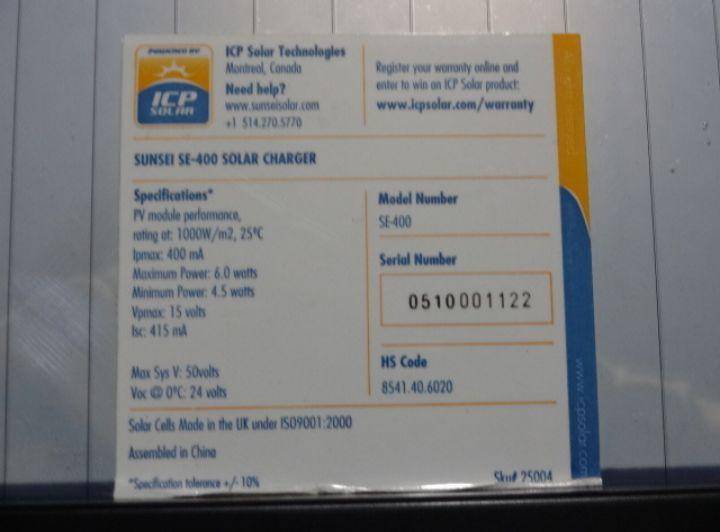 POWERED BY
ICP
SOLAR
ICP Solar Technologies
Montreal, Canada
Need help?
www.sunseisolar.com
+1 514.270.5770
Register your warranty online and
enter to win an ICP Solar product:
www.icpsolar.com/warranty
SUNSEI SE-400 SOLAR CHARGER
Specifications*
PV module performance,
rating at: 1000W/m2, 25°C
Ipmax: 400 mA
Maximum Power: 6.0 watts
Minimum Power: 4.5 watts
Vpmax: 15 volts
Isc: 415 mA
Max Sys V: 50volts
Voc @ 0°C: 24 volts
Model Number
SE-400
Serial Number
0510001122
HS Code
8541.40.6020
Solar Cells Made in the UK under ISO9001:2000
Assembled in China
*Specification tolerance +/- 10%
Sku# 25004
www.icpsolar.com